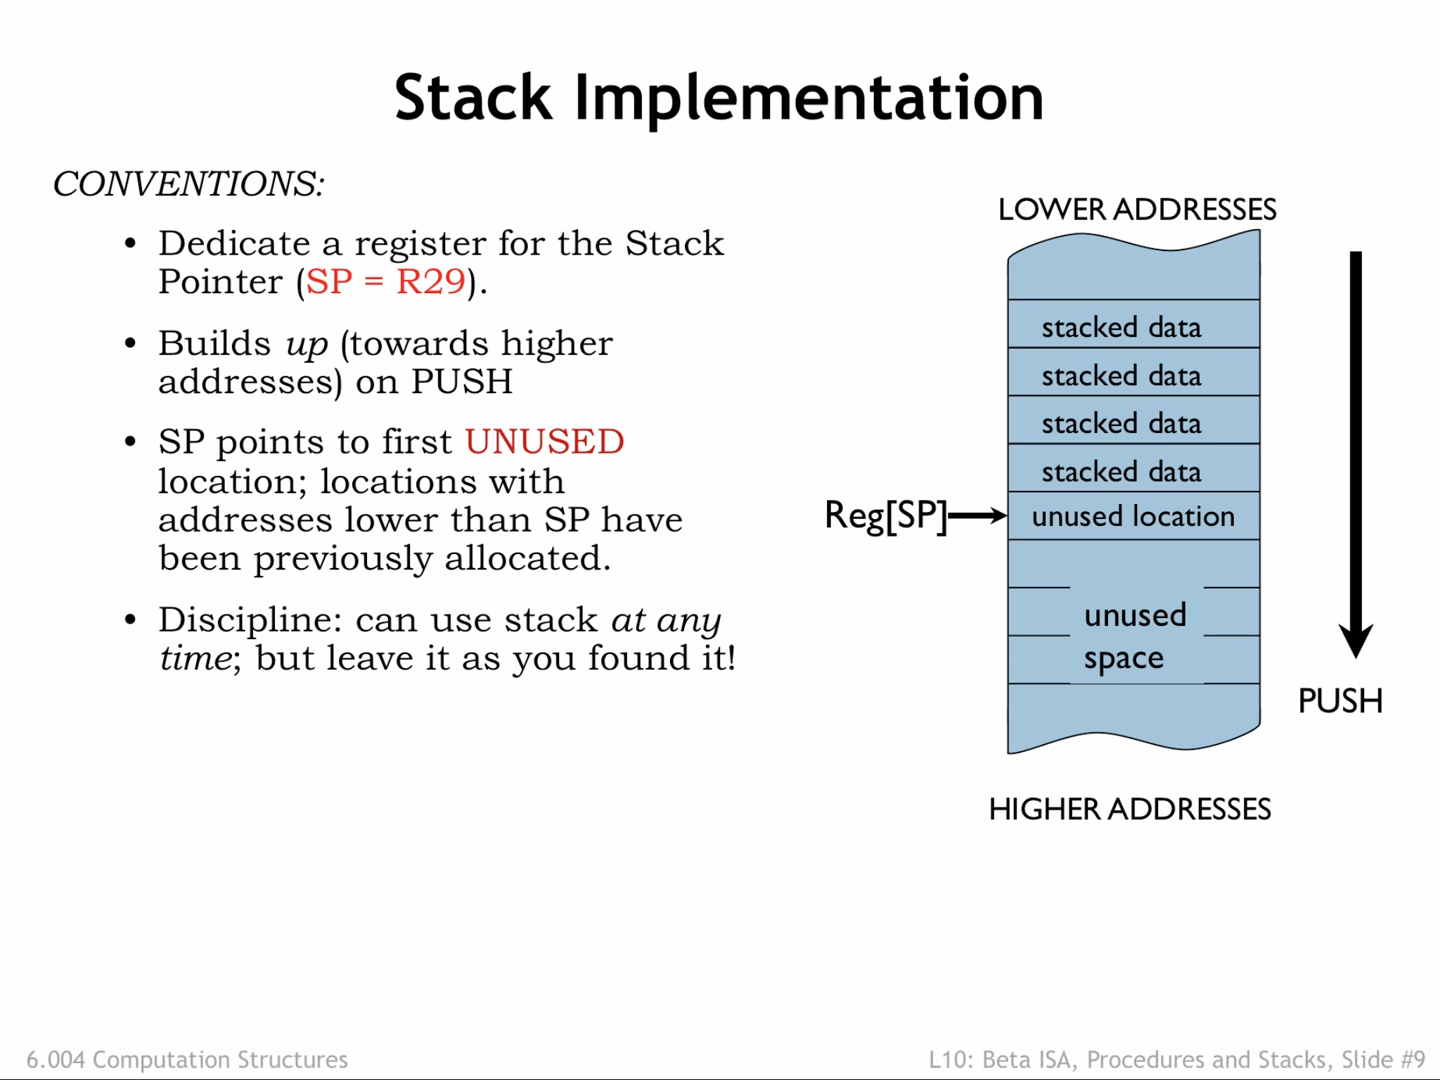 Stack Implementation
CONVENTIONS:
• Dedicate a register for the Stack
Pointer (SP = R29).
• Builds up (towards higher
addresses) on PUSH
• SP points to first UNUSED
location; locations with
addresses lower than SP have
been previously allocated.
• Discipline: can use stack at any
time; but leave it as you found it!
LOWER ADDRESSES
stacked data
stacked data
stacked data
stacked data
Reg[SP]
unused location
unused
space
PUSH
HIGHER ADDRESSES
6.004 Computation Structures
L10: Beta ISA, Procedures and Stacks, Slide #9